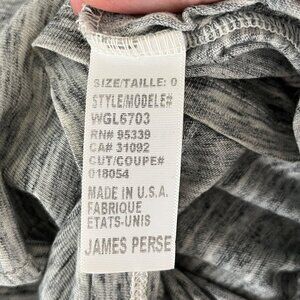 SIZE/TAILLE: 0
STYLE/MODELE#
WGL6703
RN# 95339
CA# 31092
CUT/COUPE#
018054
MADE IN U.S.A.
FABRIQUE
ETATS-UNIS
JAMES PERSE